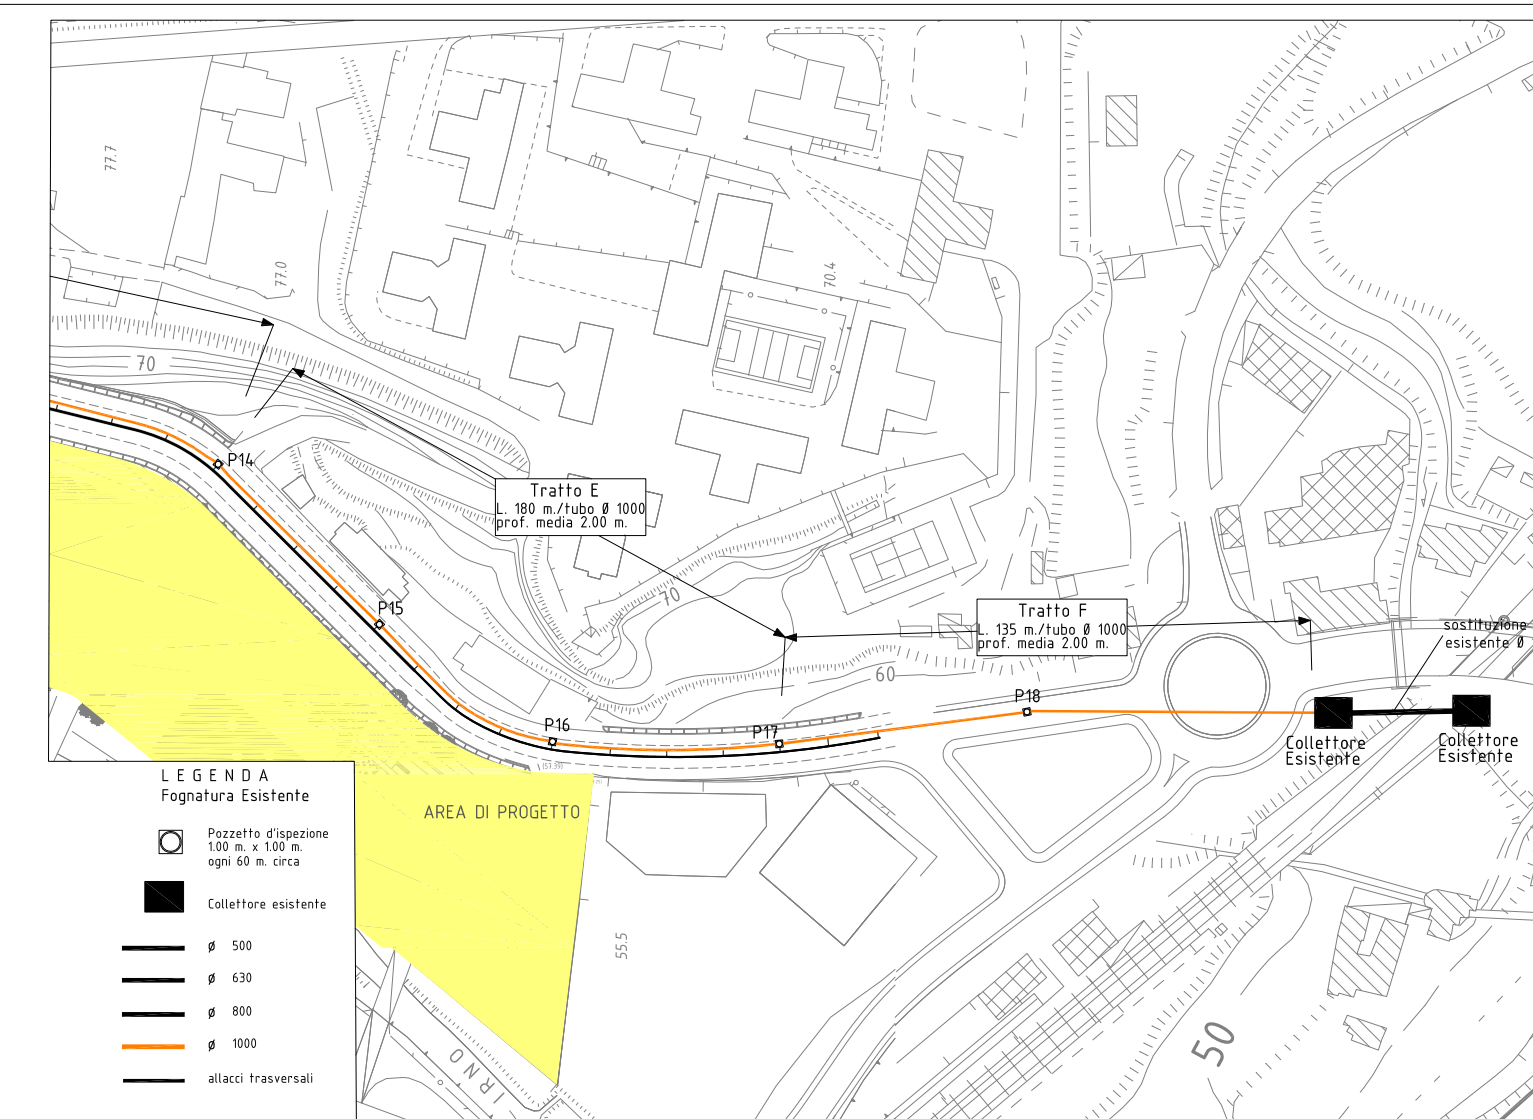 77.7
77.0
70.4
70
P14
Tratto E
L. 180 m./tubo Ø 1000
prof. media 2.00 m.
70
P15
Tratto F
L. 135 m./tubo Ø 1000
prof. media 2.00 m.
sostituzione
esistente Ø
60
P18
P16
P17
Collettore
Esistente
Collettore
Esistente
(57.39)
AREA DI PROGETTO
LEGENDA
Fognatura Esistente
Pozzetto d'ispezione
1.00 m. x 1.00 m.
ogni 60 m. circa
Collettore esistente
Ø 500
Ø 630
Ø 800
Ø 1000
allacci trasversali
55.5
50
IRNO